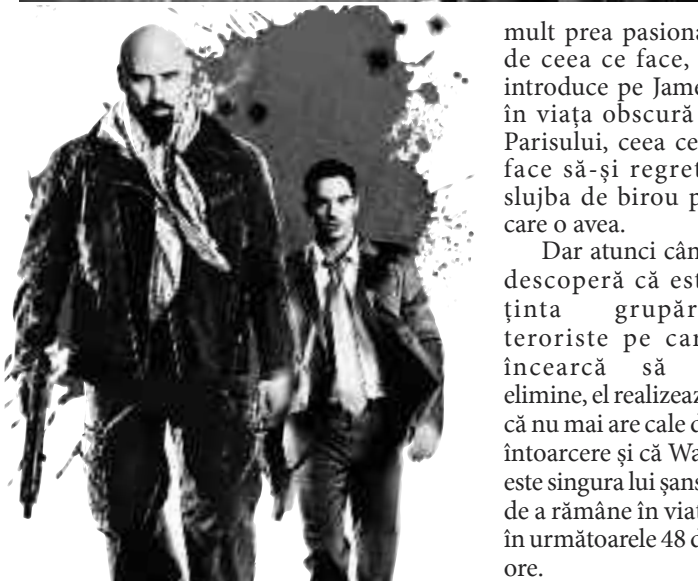 mult prea pasiona
de ceea ce face,
introduce pe Jame
în viața obscură
Parisului, ceea ce
face să-și regret
slujba de birou p
care o avea.
Dar atunci cân
descoperă că est
ținta grupăr
teroriste pe car
încearcă să
elimine, el realizeaz
că nu mai are cale d
întoarcere și că Wa
este singura lui șans
de a rămâne în viaț
în următoarele 48 d
ore.